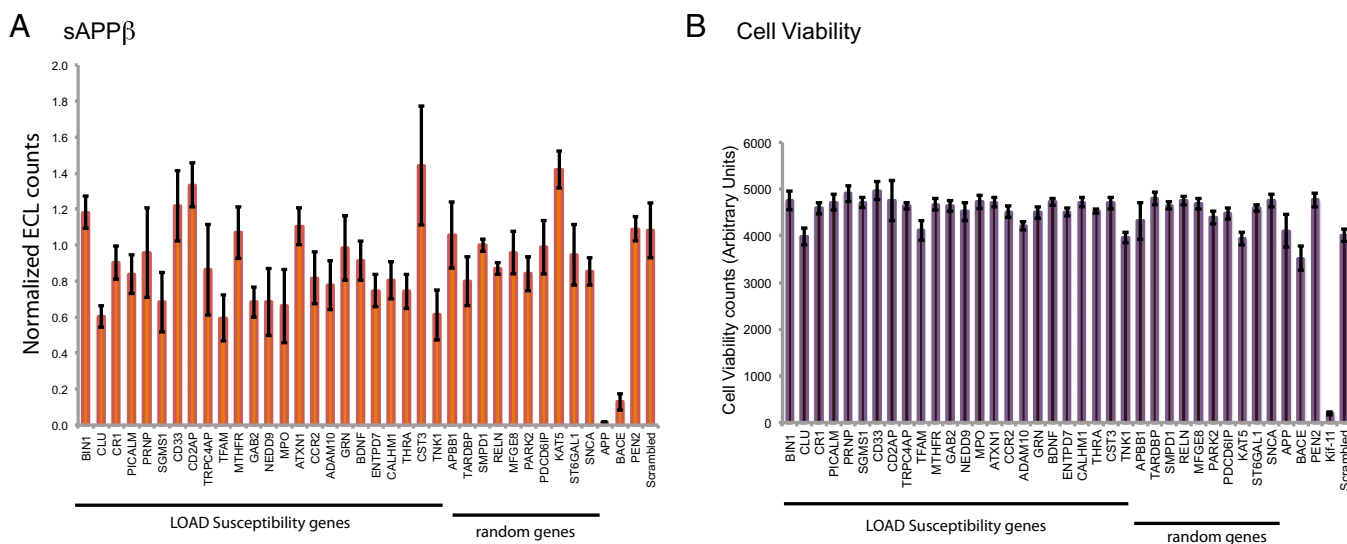 A sAPPβ
Normalized ECL counts
2.0
1.8
1.6
1.4
1.2
1.0
0.8
0.6
0.4
0.2
0.0
BIN1
CLU
CR1
PICALM
PRNP
SGMS1
CD33
CD2AP
TRPC4AP
TFAM
MTHFR
GAB2
NEDD9
MPO
ATXN1
CCR2
ADAM10
GRN
BDNF
ENTPD7
CALHM1
THRA
CST3
TNK1
APBB1
TARDBP
SMPD1
RELN
MFGE8
PARK2
PDCD6IP
KAT5
ST6GAL1
SNCA
APP
BACE
PEN2
Scrambled
LOAD Susceptibility genes
random genes
B Cell Viability
Cell Viability counts (Arbitrary Units)
6000
5000
4000
3000
2000
1000
0
BIN1
CLU
CR1
PICALM
PRNP
SGMS1
CD33
CD2AP
TRPC4AP
TFAM
MTHFR
GAB2
NEDD9
MPO
ATXN1
CCR2
ADAM10
GRN
BDNF
ENTPD7
CALHM1
THRA
CST3
TNK1
APBB1
TARDBP
SMPD1
RELN
MFGE8
PARK2
PDCD6IP
KAT5
ST6GAL1
SNCA
APP
BACE
PEN2
Kif-11
Scrambled
LOAD Susceptibility genes
random genes